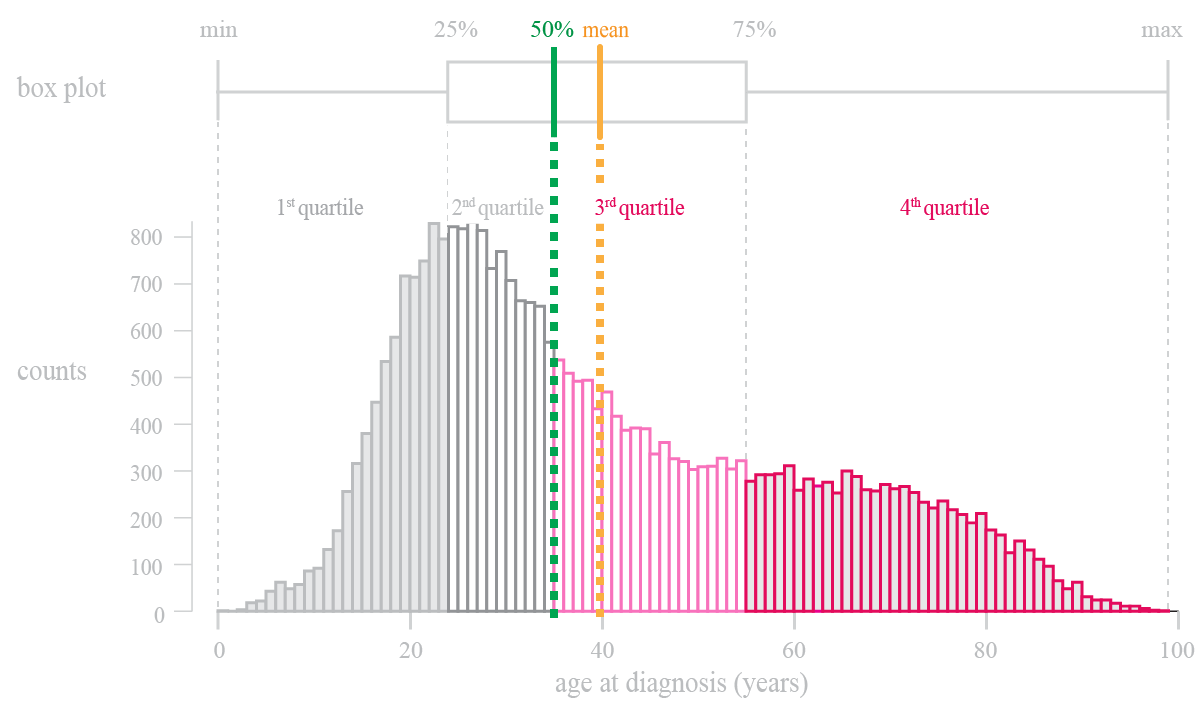 min 25% 50% mean 75% max
box plot
1st quartile 2nd quartile 3rd quartile 4th quartile
800
700
600
500
counts
400
300
200
100
0
0 20 40 60 80 100
age at diagnosis (years)